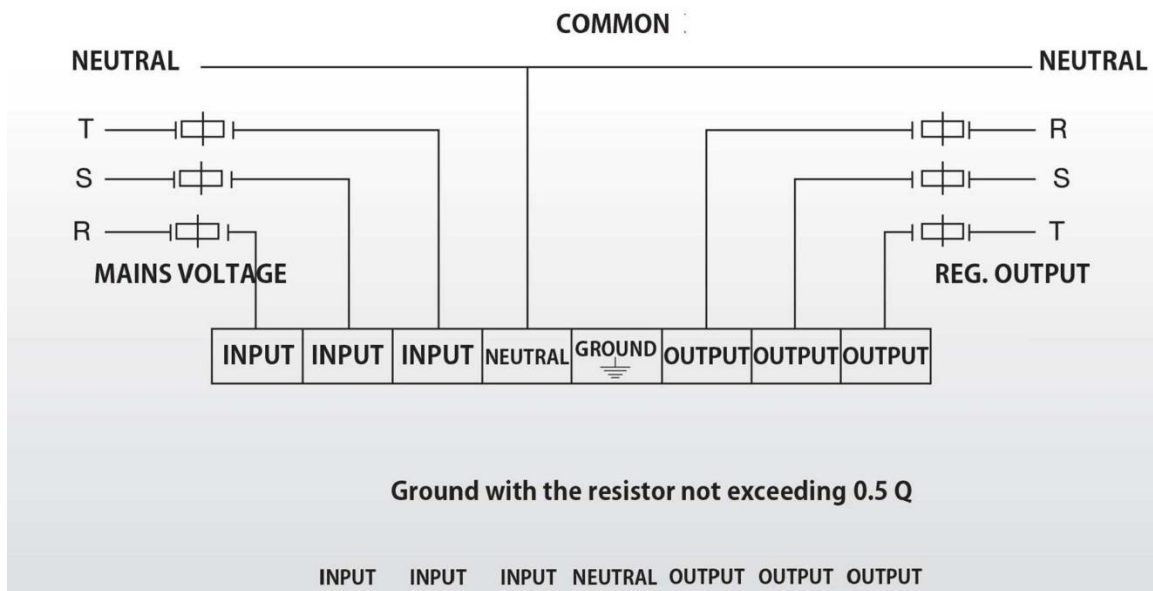 COMMON :
NEUTRAL NEUTRAL
T R
S S
R T
MAINS VOLTAGE REG. OUTPUT
INPUT INPUT INPUT NEUTRAL GROUND OUTPUT OUTPUT OUTPUT
Ground with the resistor not exceeding 0.5 Q
INPUT INPUT INPUT NEUTRAL OUTPUT OUTPUT OUTPUT